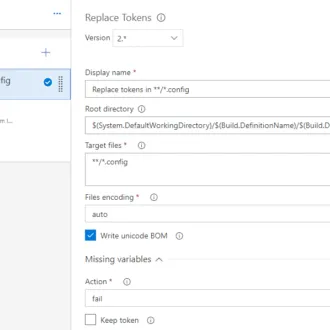 ...
Replace Tokens
Version 2.*
+
Display name *
fig
Replace tokens in **/*.config
Root directory
$(System.DefaultWorkingDirectory)/$(Build.DefinitionName)/$(Build.D
Target files *
**/*.config
Files encoding *
auto
Write unicode BOM
Missing variables
Action *
fail
Keep token